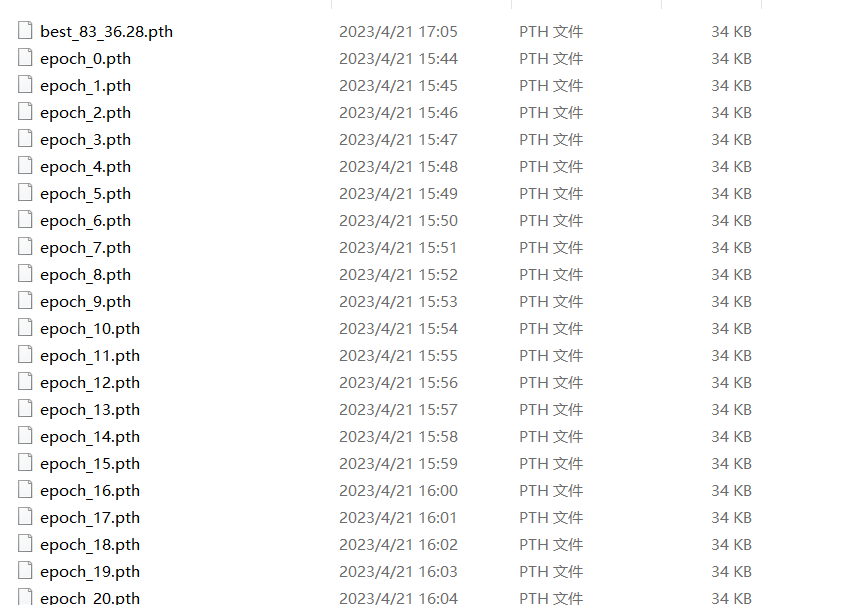 best_83_36.28.pth 2023/4/21 17:05 PTH 文件 34 KB
epoch_0.pth 2023/4/21 15:44 PTH 文件 34 KB
epoch_1.pth 2023/4/21 15:45 PTH 文件 34 KB
epoch_2.pth 2023/4/21 15:46 PTH 文件 34 KB
epoch_3.pth 2023/4/21 15:47 PTH 文件 34 KB
epoch_4.pth 2023/4/21 15:48 PTH 文件 34 KB
epoch_5.pth 2023/4/21 15:49 PTH 文件 34 KB
epoch_6.pth 2023/4/21 15:50 PTH 文件 34 KB
epoch_7.pth 2023/4/21 15:51 PTH 文件 34 KB
epoch_8.pth 2023/4/21 15:52 PTH 文件 34 KB
epoch_9.pth 2023/4/21 15:53 PTH 文件 34 KB
epoch_10.pth 2023/4/21 15:54 PTH 文件 34 KB
epoch_11.pth 2023/4/21 15:55 PTH 文件 34 KB
epoch_12.pth 2023/4/21 15:56 PTH 文件 34 KB
epoch_13.pth 2023/4/21 15:57 PTH 文件 34 KB
epoch_14.pth 2023/4/21 15:58 PTH 文件 34 KB
epoch_15.pth 2023/4/21 15:59 PTH 文件 34 KB
epoch_16.pth 2023/4/21 16:00 PTH 文件 34 KB
epoch_17.pth 2023/4/21 16:01 PTH 文件 34 KB
epoch_18.pth 2023/4/21 16:02 PTH 文件 34 KB
epoch_19.pth 2023/4/21 16:03 PTH 文件 34 KB
epoch_20.pth 2023/4/21 16:04 PTH 文件 34 KB